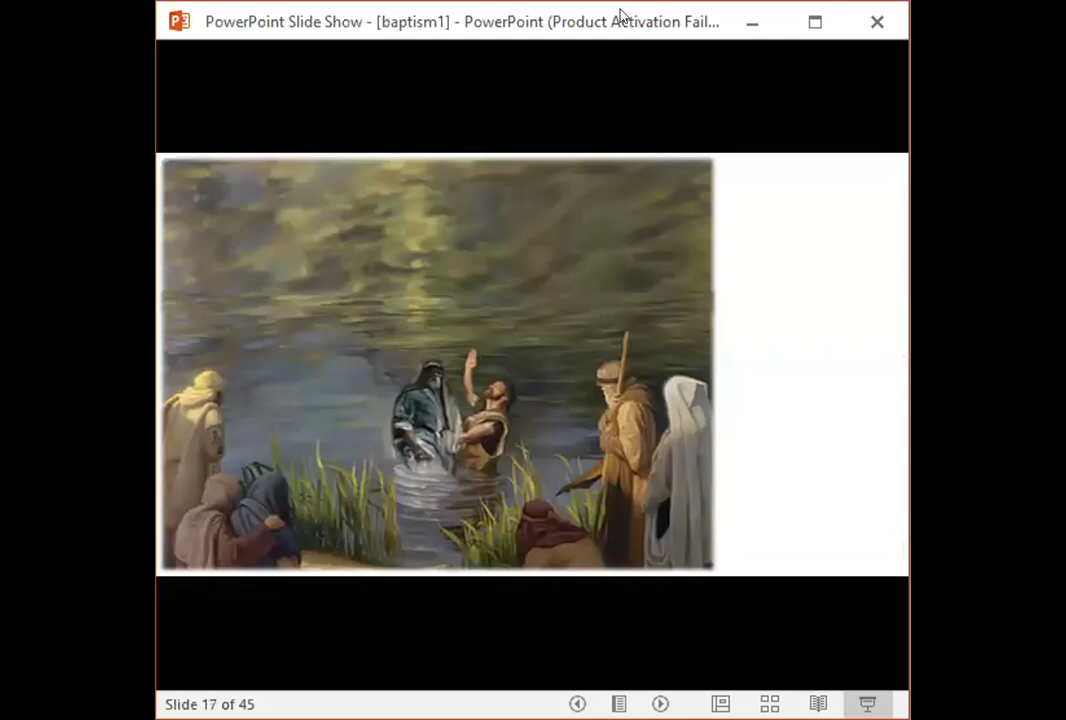 PowerPoint Slide Show - [baptism1] - PowerPoint (Product Activation Fail...
Slide 17 of 45